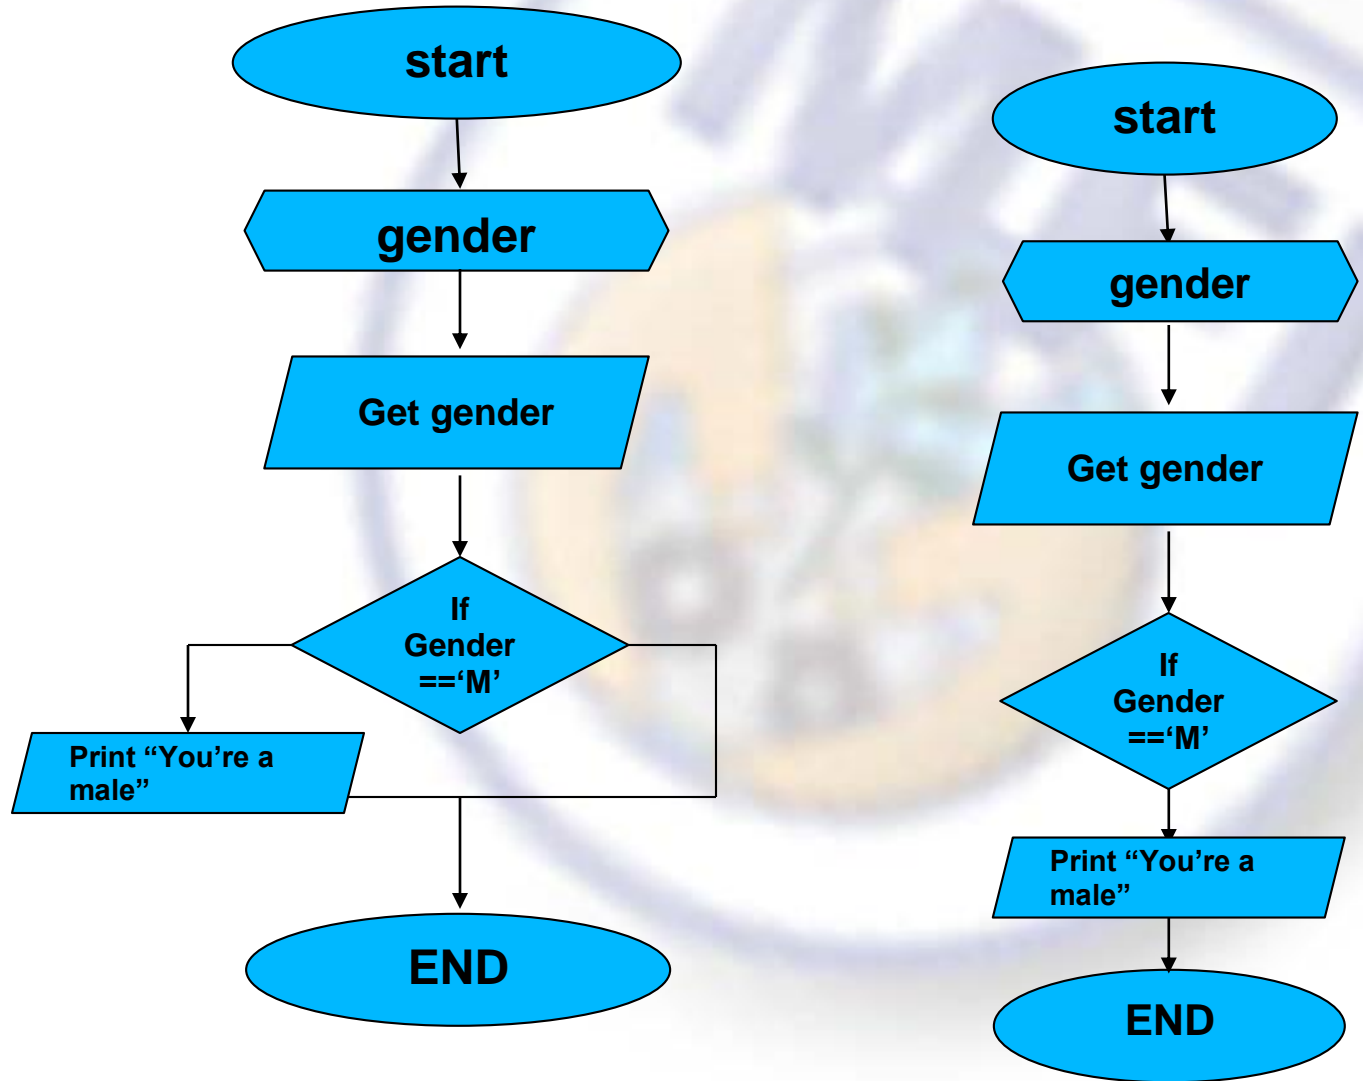 start
gender
Get gender
If
Gender
==‘M’
Print “You’re a
male”
END
start
gender
Get gender
If
Gender
==‘M’
Print “You’re a
male”
END